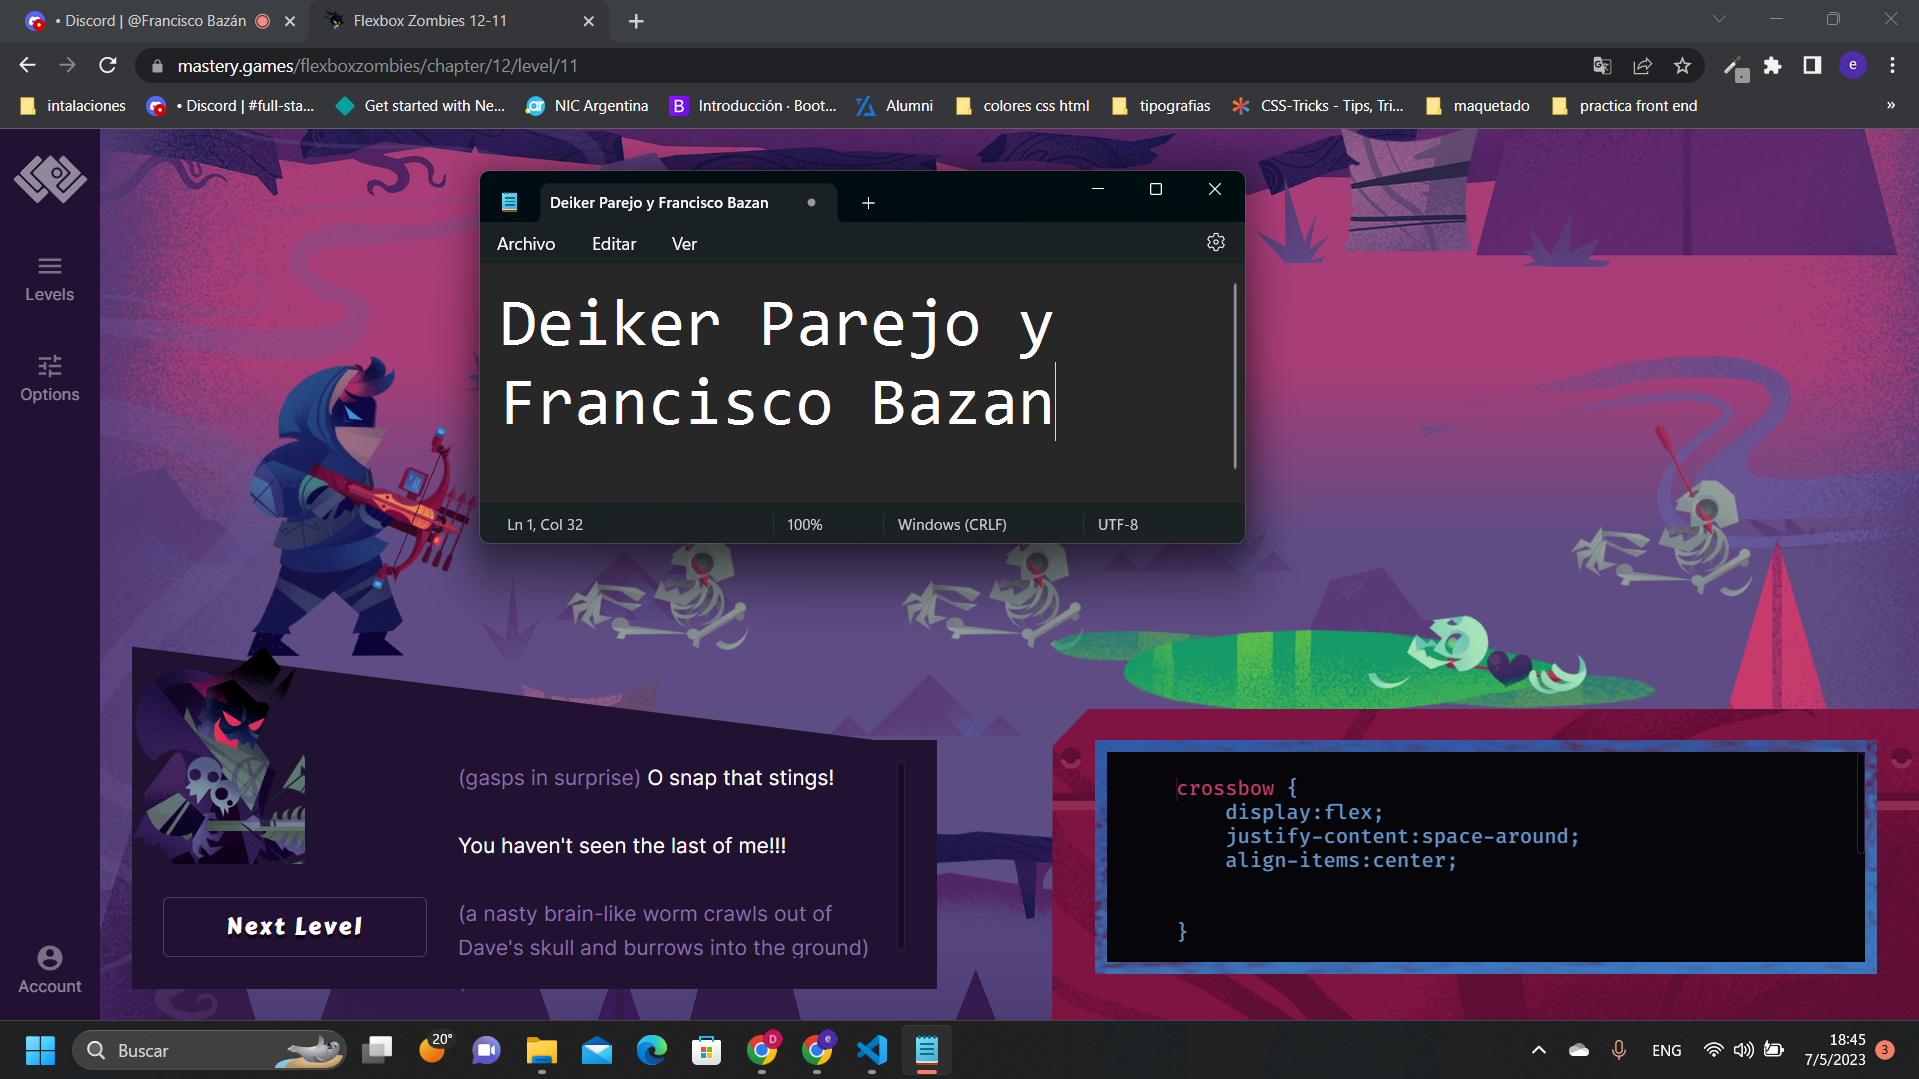 • Discord | @Francisco Bazán
Flexbox Zombies 12-11
mastery.games/flexboxzombies/chapter/12/level/11
e
intalaciones
• Discord | #full-sta...
Get started with Ne...
NIC Argentina
B Introducción · Boot...
Alumni
colores css html
tipografias
CSS-Tricks - Tips, Tri...
maquetado
practica front end
»
Levels
Options
Account
Deiker Parejo y Francisco Bazan
Archivo Editar Ver
Deiker Parejo y
Francisco Bazan
Ln 1, Col 32
100%
Windows (CRLF)
UTF-8
(gasps in surprise) O snap that stings!
You haven't seen the last of me!!!
(a nasty brain-like worm crawls out of
Dave's skull and burrows into the ground)
Next Level
crossbow {
display:flex;
justify-content:space-around;
align-items:center;
}
Buscar
20°
D
e
ENG
18:45
7/5/2023
3